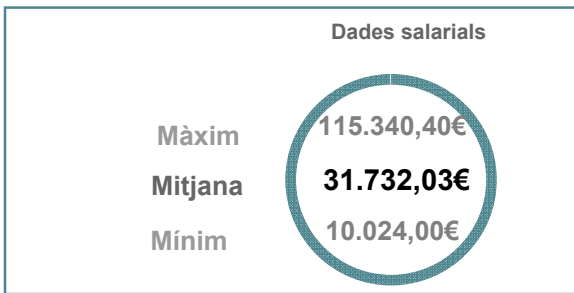 Dades salarials
Màxim 115.340,40€
Mitjana 31.732,03€
Mínim 10.024,00€